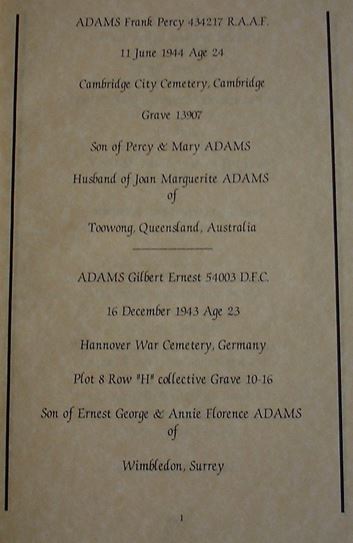 ADAMS Frank Percy 434217 R.A.A.F.
11 June 1944 Age 24
Cambridge City Cemetery, Cambridge
Grave 13907
Son of Percy & Mary ADAMS
Husband of Joan Marguerite ADAMS
of
Toowong, Queensland, Australia
ADAMS Gilbert Ernest 54003 D.F.C.
16 December 1943 Age 23
Hannover War Cemetery, Germany
Plot 8 Row "H" collective Grave 10-16
Son of Ernest George & Annie Florence ADAMS
of
Wimbledon, Surrey
1